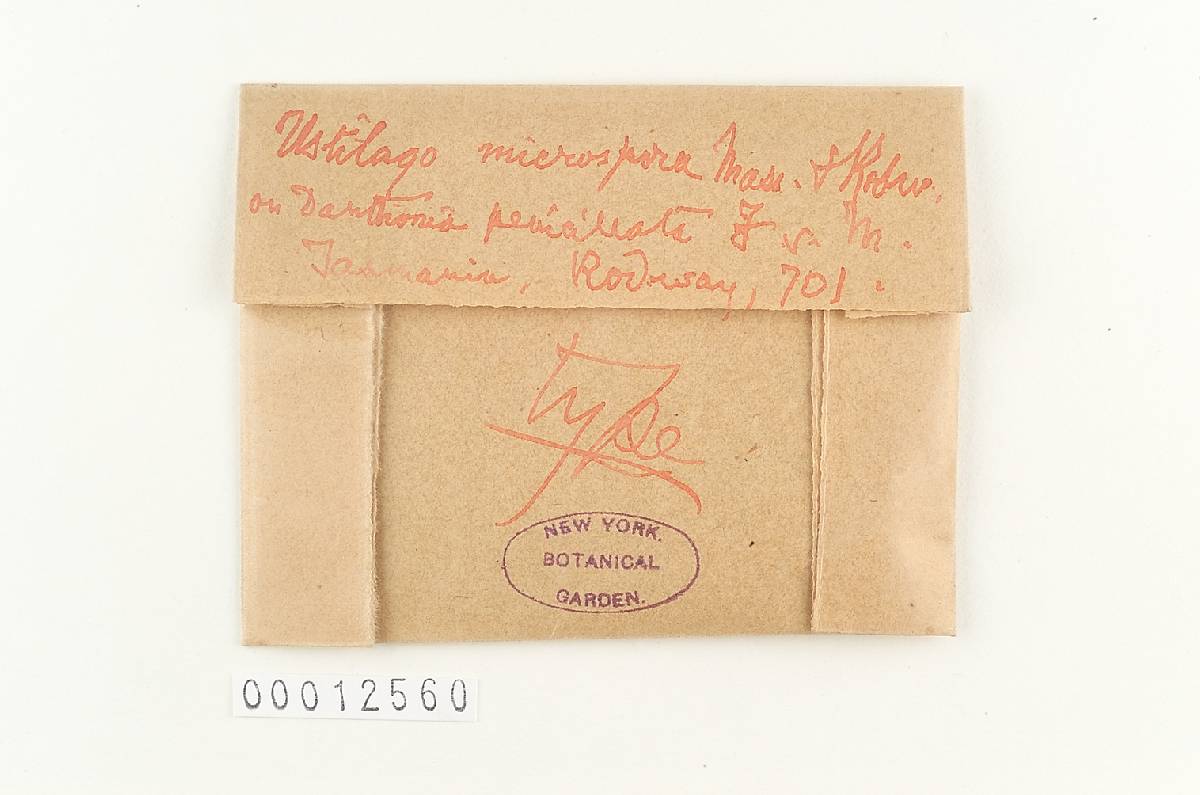 Ustilago microspora Mass. & Rodw.
on Danthonia penicillata F. v. M.
Tasmania, Rodway, 701.
Type
NEW YORK.
BOTANICAL
GARDEN.
00012560